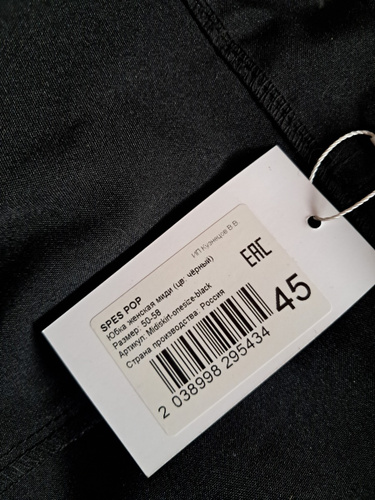 ИП Кузнецов В.В.
SPES POP
Юбка женская миди (цв: чёрный)
Размер: 50-58
Артикул: Midiskirt-onesize-black
Страна производства: Россия
EAC
45
2 038998 295434